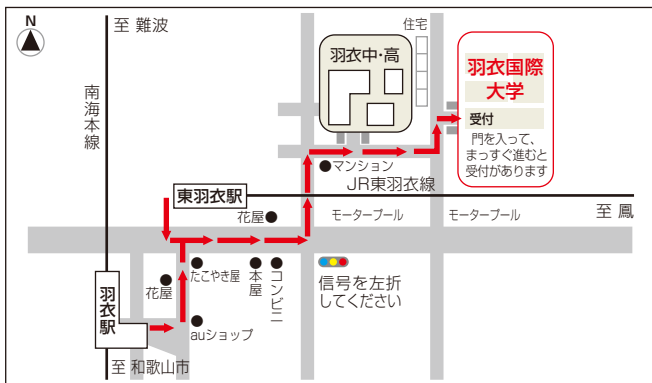 N
至 難波
南海本線
住宅
羽衣中・高
羽衣国際
大学
受付
門を入って、
まっすぐ進むと
受付があります
マンション
JR東羽衣線
東羽衣駅
至 鳳
花屋
モータープール
モータープール
たこやき屋
本屋
コンビニ
信号を左折
してください
花屋
羽衣駅
auショップ
至 和歌山市